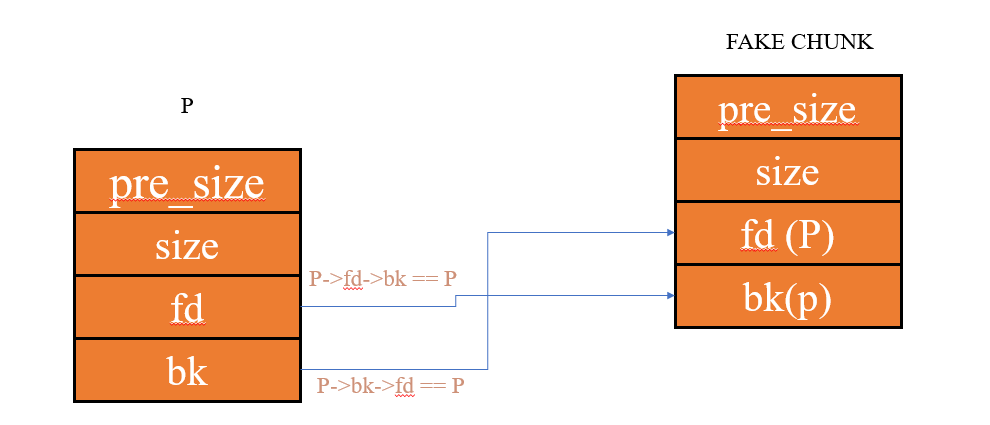 FAKE CHUNK
P
pre_size
size
fd
bk
P->fd->bk == P
P->bk->fd == P
pre_size
size
fd (P)
bk(p)